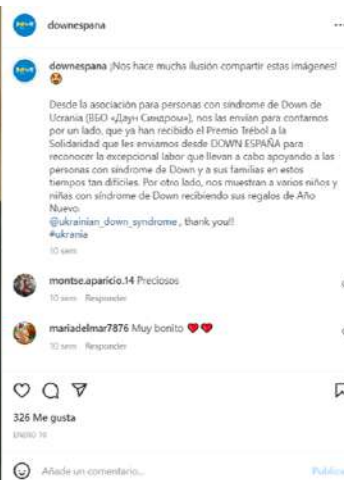 downespana
downespana ¡Nos hace mucha ilusión compartir estas imágenes!
🤩
Desde la asociación para personas con síndrome de Down de
Ucrania (ВБО «Даун Синдром»), nos las envían para contarnos
por un lado, que ya han recibido el Premio Trébol a la
Solidaridad que les enviamos desde DOWN ESPAÑA para
reconocer la excepcional labor que llevan a cabo apoyando a las
personas con síndrome de Down y a sus familias en estos
tiempos tan difíciles. Por otro lado, nos muestran a varios niños y
niñas con síndrome de Down recibiendo sus regalos de Año
Nuevo.
@ukrainian_down_syndrome, thank you!!
#ukrania
10 sem
montse.aparicio.14 Preciosos
10 sem Responder
mariadelmar7876 Muy bonito ❤️❤️
10 sem Responder
326 Me gusta
ENERO
Añade un comentario...
Publicar